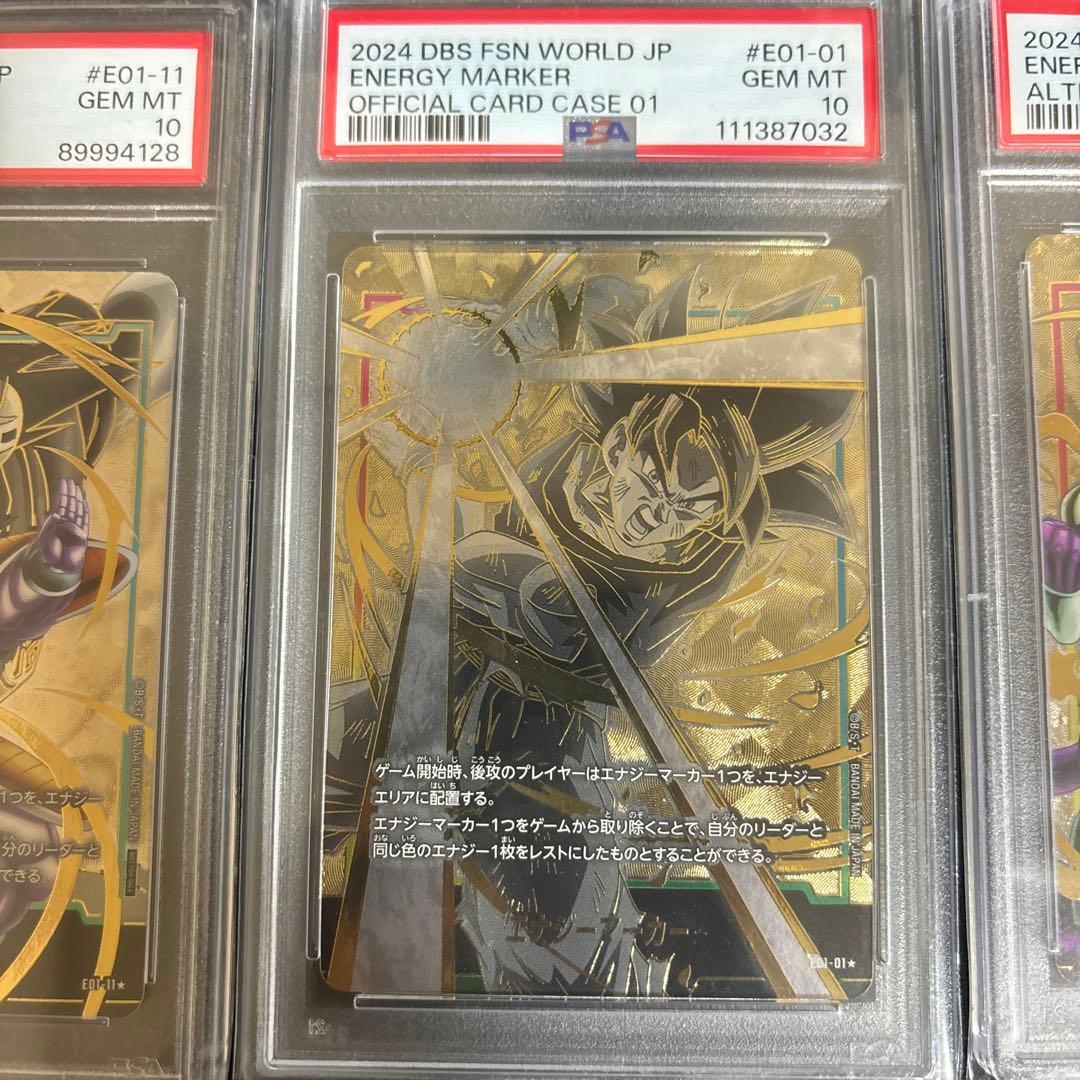 P #E01-11
GEM MT
10
89994128
2024 DBS FSN WORLD JP #E01-01
ENERGY MARKER GEM MT
OFFICIAL CARD CASE 01 10
PSA 111387032
2024
ALT
©B/S・T BANDAI MADE IN JAPAN
1つを、エナジー
分のリーダーと
できる。
E01-11★
ゲーム開始時、後攻のプレイヤーはエナジーマーカー1つを、エナジー
エリアに配置する。
エナジーマーカー1つをゲームから取り除くことで、自分のリーダーと
同じ色のエナジー1枚をレストにしたものとすることができる。
©B/S・T BANDAI MADE IN JAPAN
エナジーマーカー
E01-01★